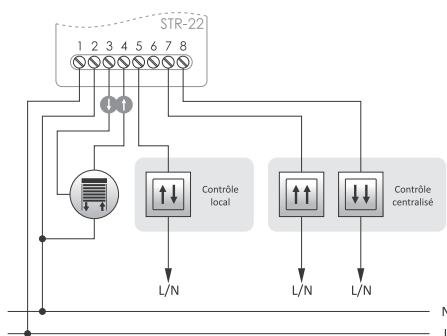 STR-22
1 2 3 4 5 6 7 8
Contrôle
local
Contrôle
centralisé
L/N
L/N
L/N
N